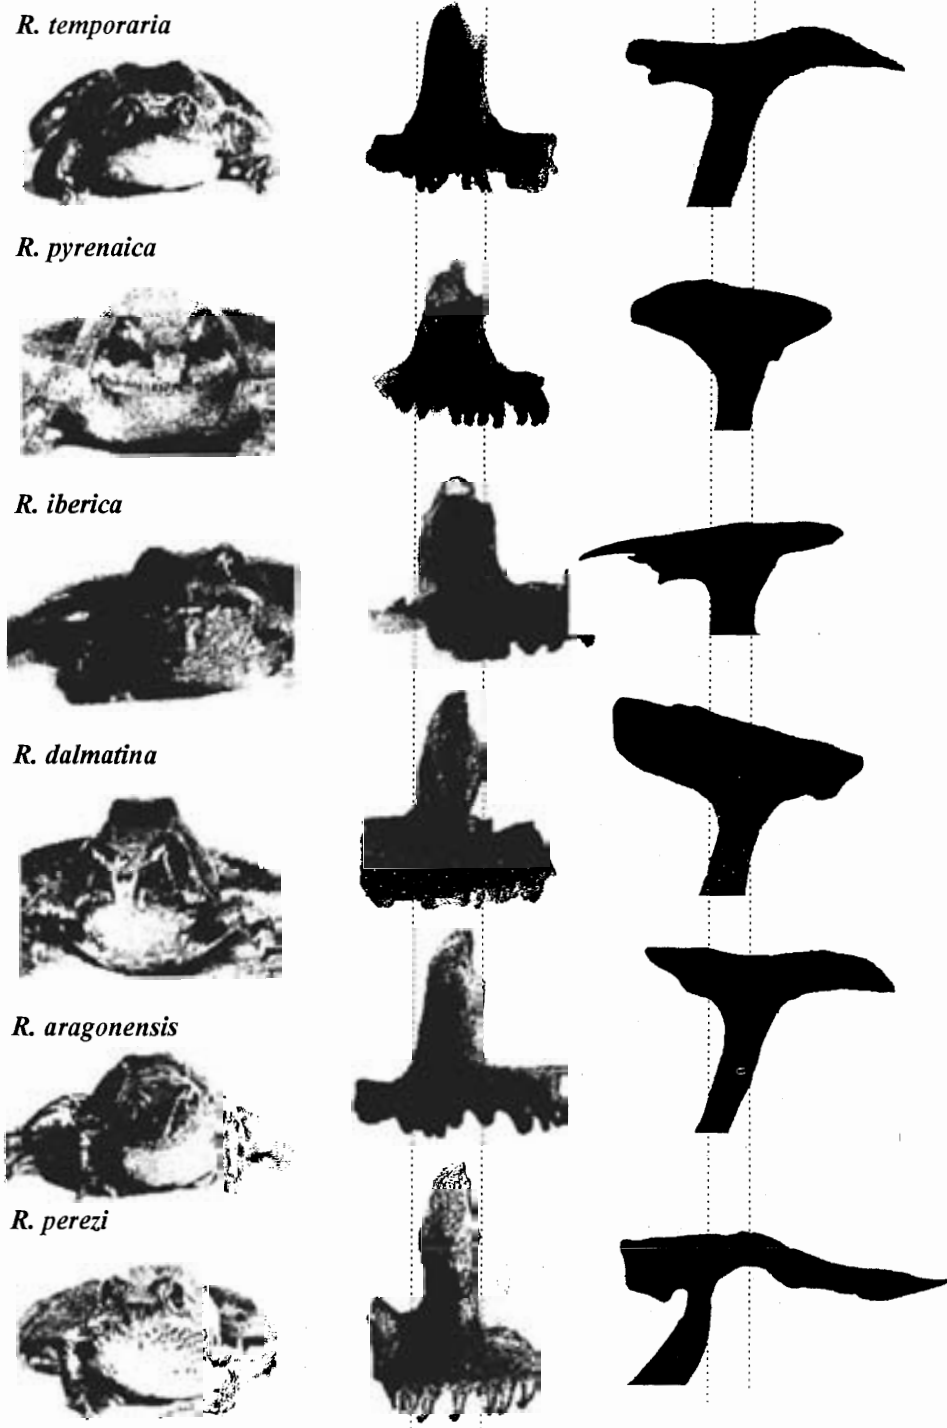 R. temporaria
R. pyrenaica
R. iberica
R. dalmatina
R. aragonensis
R. perezi